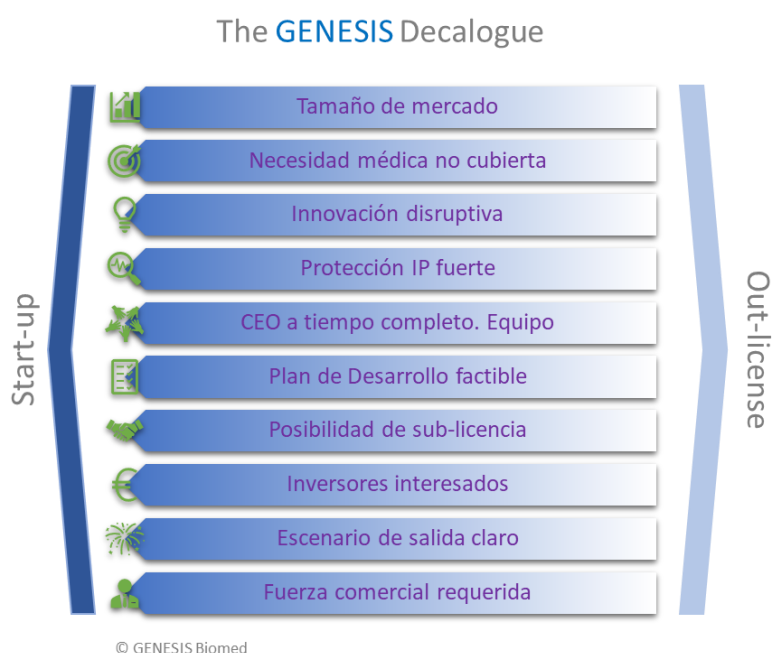 The GENESIS Decalogue
Tamaño de mercado
Necesidad médica no cubierta
Innovación disruptiva
Protección IP fuerte
CEO a tiempo completo. Equipo
Plan de Desarrollo factible
Posibilidad de sub-licencia
Inversores interesados
Escenario de salida claro
Fuerza comercial requerida
Start-up
Out-license
© GENESIS Biomed